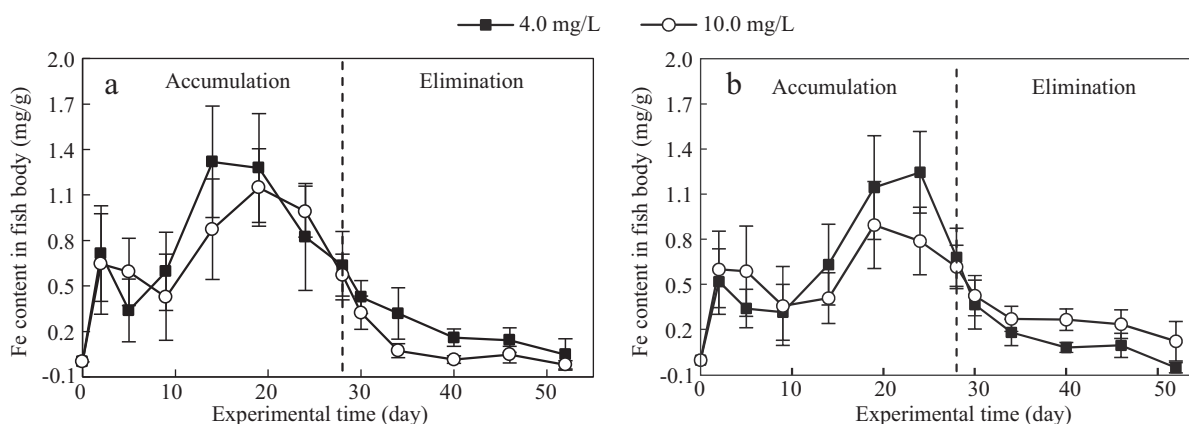 4.0 mg/L 10.0 mg/L
a
Accumulation Elimination
Fe content in fish body (mg/g)
2.0
1.7
1.4
1.1
0.8
0.5
0.2
-0.1
0 10 20 30 40 50
Experimental time (day)
b
Accumulation Elimination
Fe content in fish body (mg/g)
2.0
1.7
1.4
1.1
0.8
0.5
0.2
-0.1
0 10 20 30 40 50
Experimental time (day)